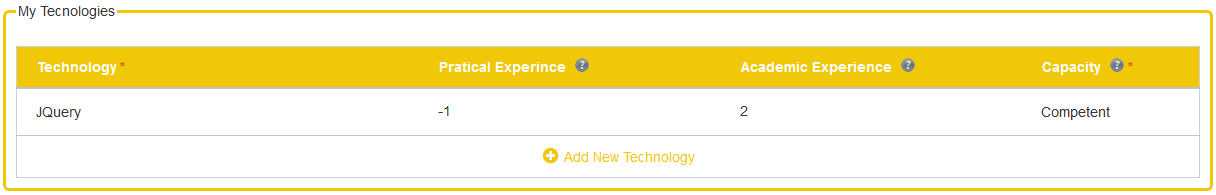 My Tecnologies
Technology * Pratical Experince ? Academic Experience ? Capacity ? *
JQuery -1 2 Competent
Add New Technology